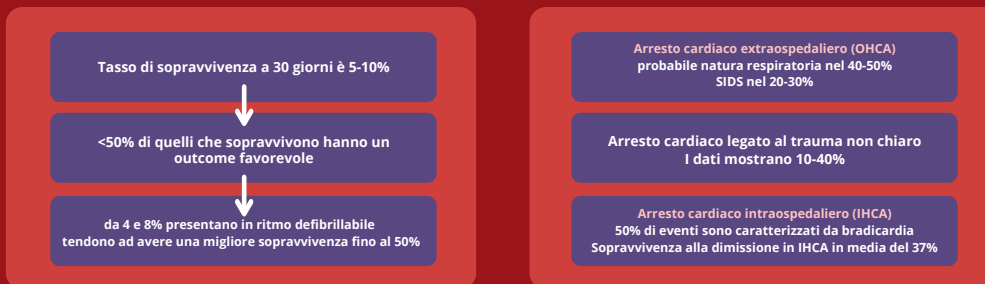 Tasso di sopravvivenza a 30 giorni è 5-10%
<50% di quelli che sopravvivono hanno un
outcome favorevole
da 4 e 8% presentano in ritmo defibrillabile
tendono ad avere una migliore sopravvivenza fino al 50%
Arresto cardiaco extraospedaliero (OHCA)
probabile natura respiratoria nel 40-50%
SIDS nel 20-30%
Arresto cardiaco legato al trauma non chiaro
I dati mostrano 10-40%
Arresto cardiaco intraospedaliero (IHCA)
50% di eventi sono caratterizzati da bradicardia
Sopravvivenza alla dimissione in IHCA in media del 37%